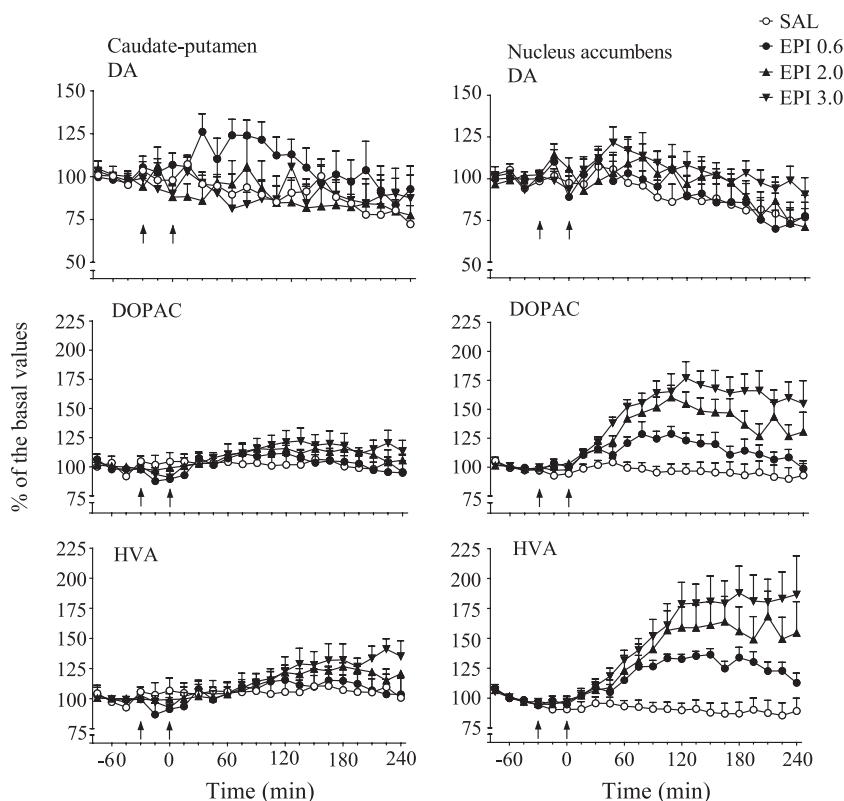 SAL
EPI 0.6
EPI 2.0
EPI 3.0
Caudate-putamen
DA
150
125
100
75
50
Nucleus accumbens
DA
150
125
100
75
50
% of the basal values
DOPAC
225
200
175
150
125
100
75
DOPAC
225
200
175
150
125
100
75
HVA
225
200
175
150
125
100
75
-60 0 60 120 180 240
Time (min)
HVA
225
200
175
150
125
100
75
-60 0 60 120 180 240
Time (min)